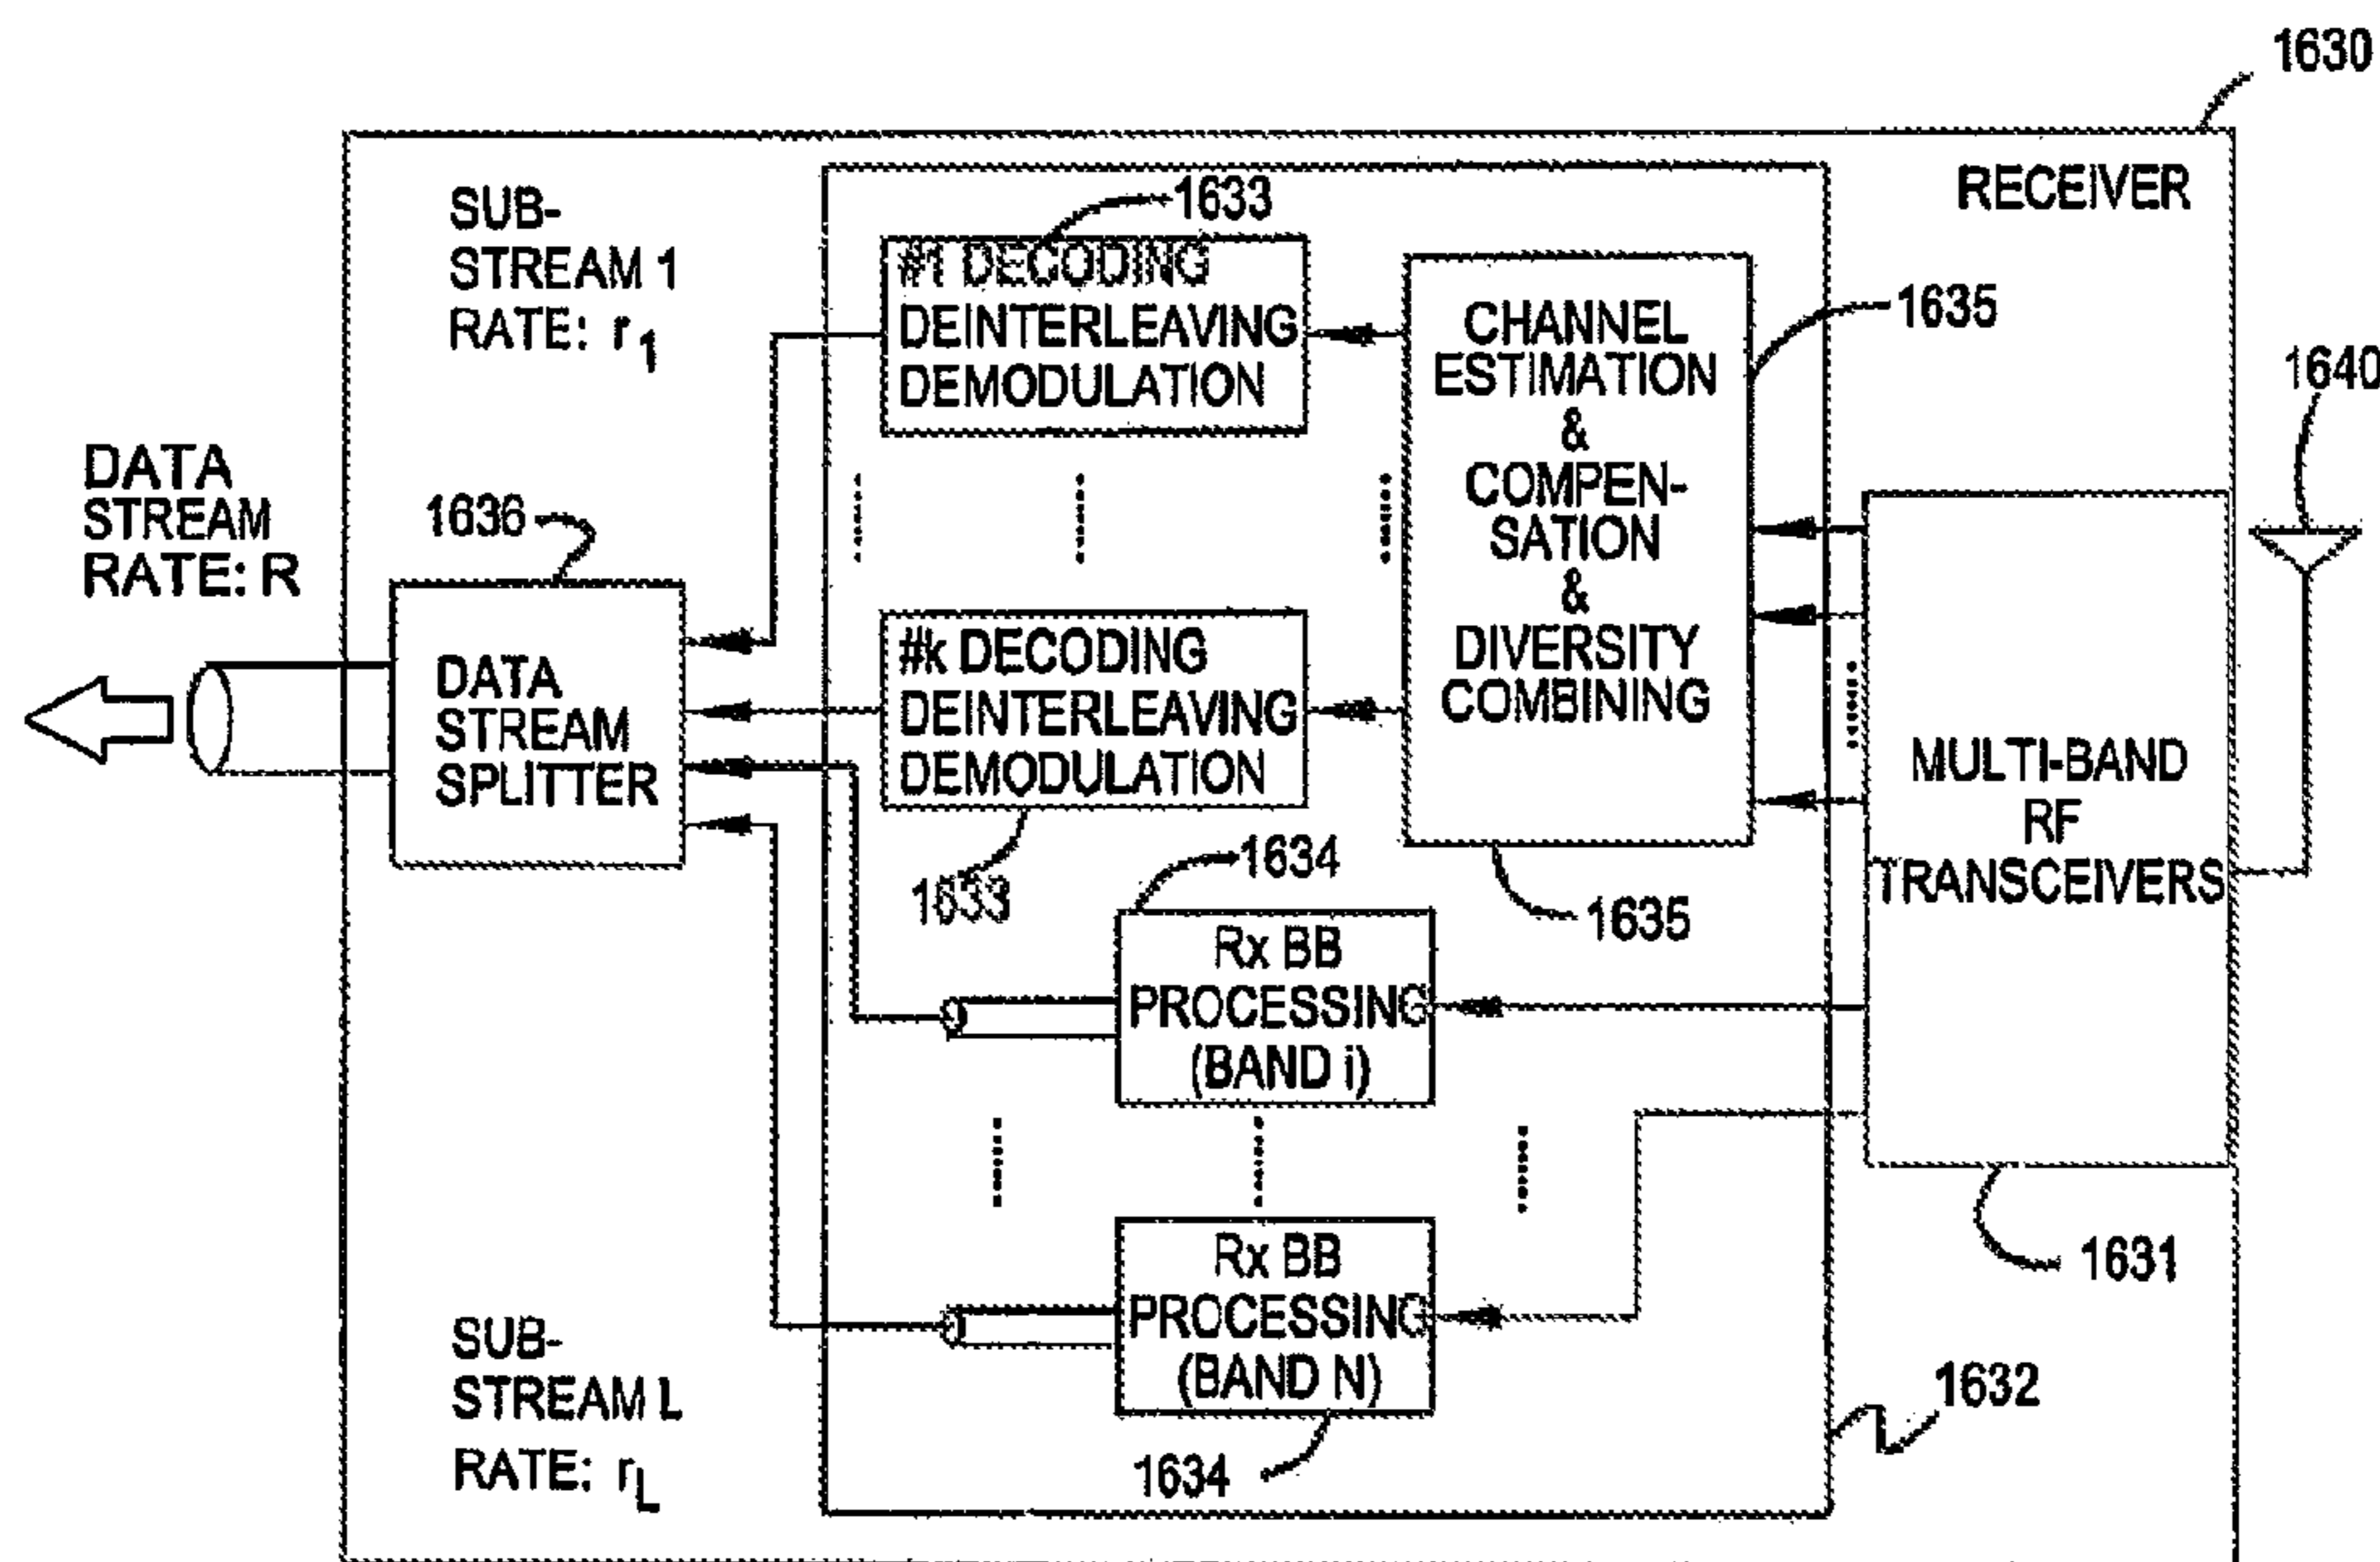 1630
RECEIVER
SUB-
STREAM 1
RATE: r1
1633
#1 DECODING
DEINTERLEAVING
DEMODULATION
CHANNEL
ESTIMATION
&
COMPEN-
SATION
&
DIVERSITY
COMBINING
1635
1640
DATA
STREAM
RATE: R
1636
DATA
STREAM
SPLITTER
#k DECODING
DEINTERLEAVING
DEMODULATION
1633
MULTI-BAND
RF
TRANSCEIVERS
1634
1635
Rx BB
PROCESSING
(BAND i)
1631
Rx BB
PROCESSING
(BAND N)
1634
1632
SUB-
STREAM L
RATE: rL